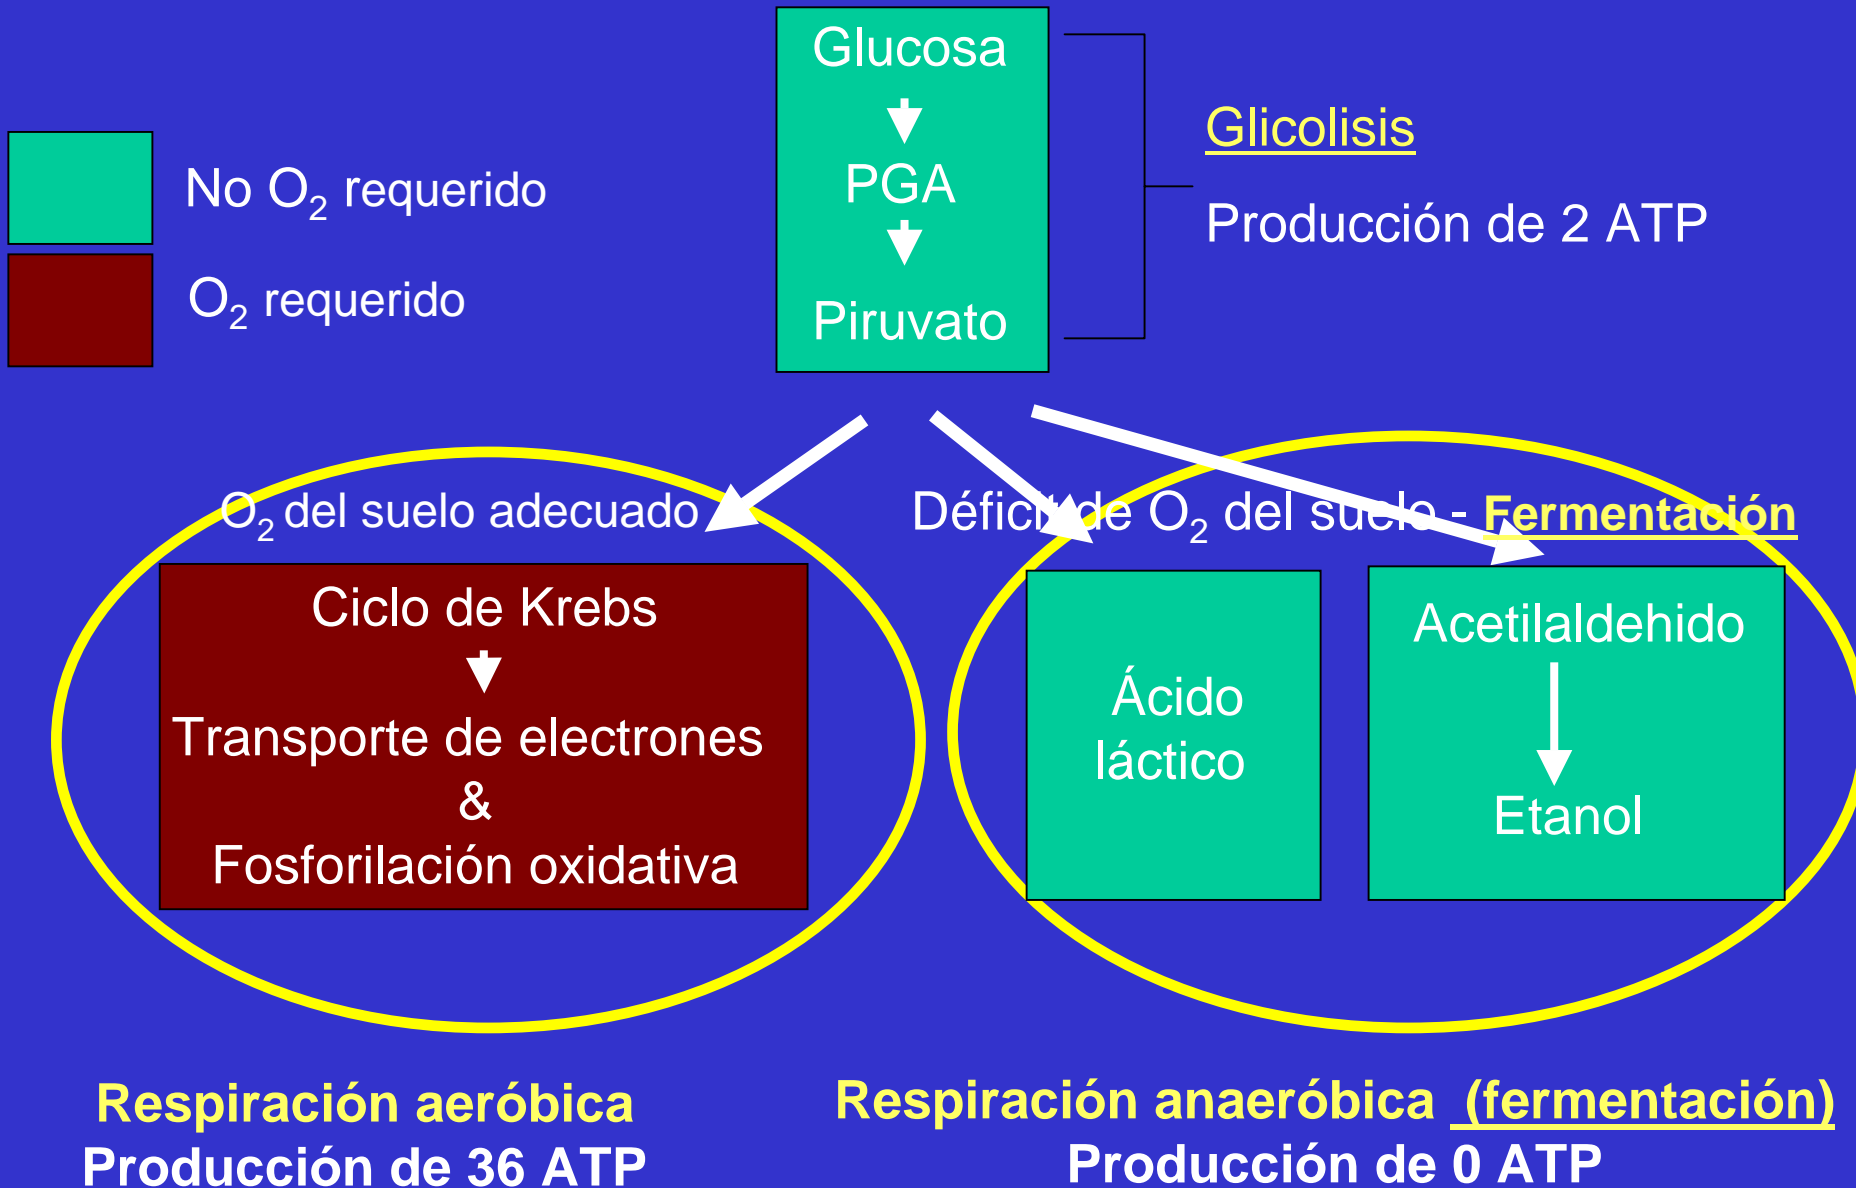 Glucosa
PGA
Piruvato
Glicolisis
Producción de 2 ATP
No O₂ requerido
O₂ requerido
O₂ del suelo adecuado
Ciclo de Krebs
Transporte de electrones
&
Fosforilación oxidativa
Déficit de O₂ del suelo - Fermentación
Ácido
láctico
Acetilaldehido
Etanol
Respiración aeróbica
Producción de 36 ATP
Respiración anaeróbica (fermentación)
Producción de 0 ATP